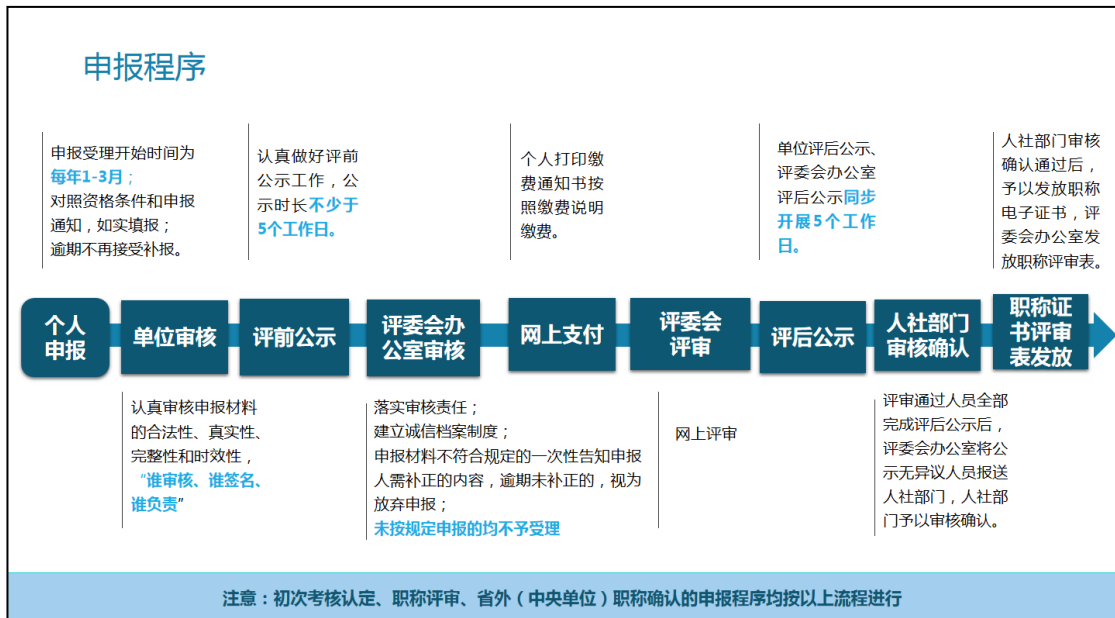 申报程序
申报受理开始时间为
每年1-3月；
对照资格条件和申报
通知，如实填报；
逾期不再接受补报。
认真做好评前
公示工作，公
示时长不少于
5个工作日。
个人打印缴
费通知书按
照缴费说明
缴费。
单位评后公示、
评委会办公室
评后公示同步
开展5个工作
日。
人社部门审核
确认通过后，
予以发放职称
电子证书，评
委会办公室发
放职称评审表。
个人
申报
单位审核
评前公示
评委会办
公室审核
网上支付
评委会
评审
评后公示
人社部门
审核确认
职称证
书评审
表发放
认真审核申报材料
的合法性、真实性、
完整性和时效性，
“谁审核、谁签名、
谁负责”
落实审核责任；
建立诚信档案制度；
申报材料不符合规定的一次性告知申报
人需补正的内容，逾期未补正的，视为
放弃申报；
未按规定申报的均不予受理
网上评审
评审通过人员全部
完成评后公示后，
评委会办公室将公
示无异议人员报送
人社部门，人社部
门予以审核确认。
注意：初次考核认定、职称评审、省外（中央单位）职称确认的申报程序均按以上流程进行